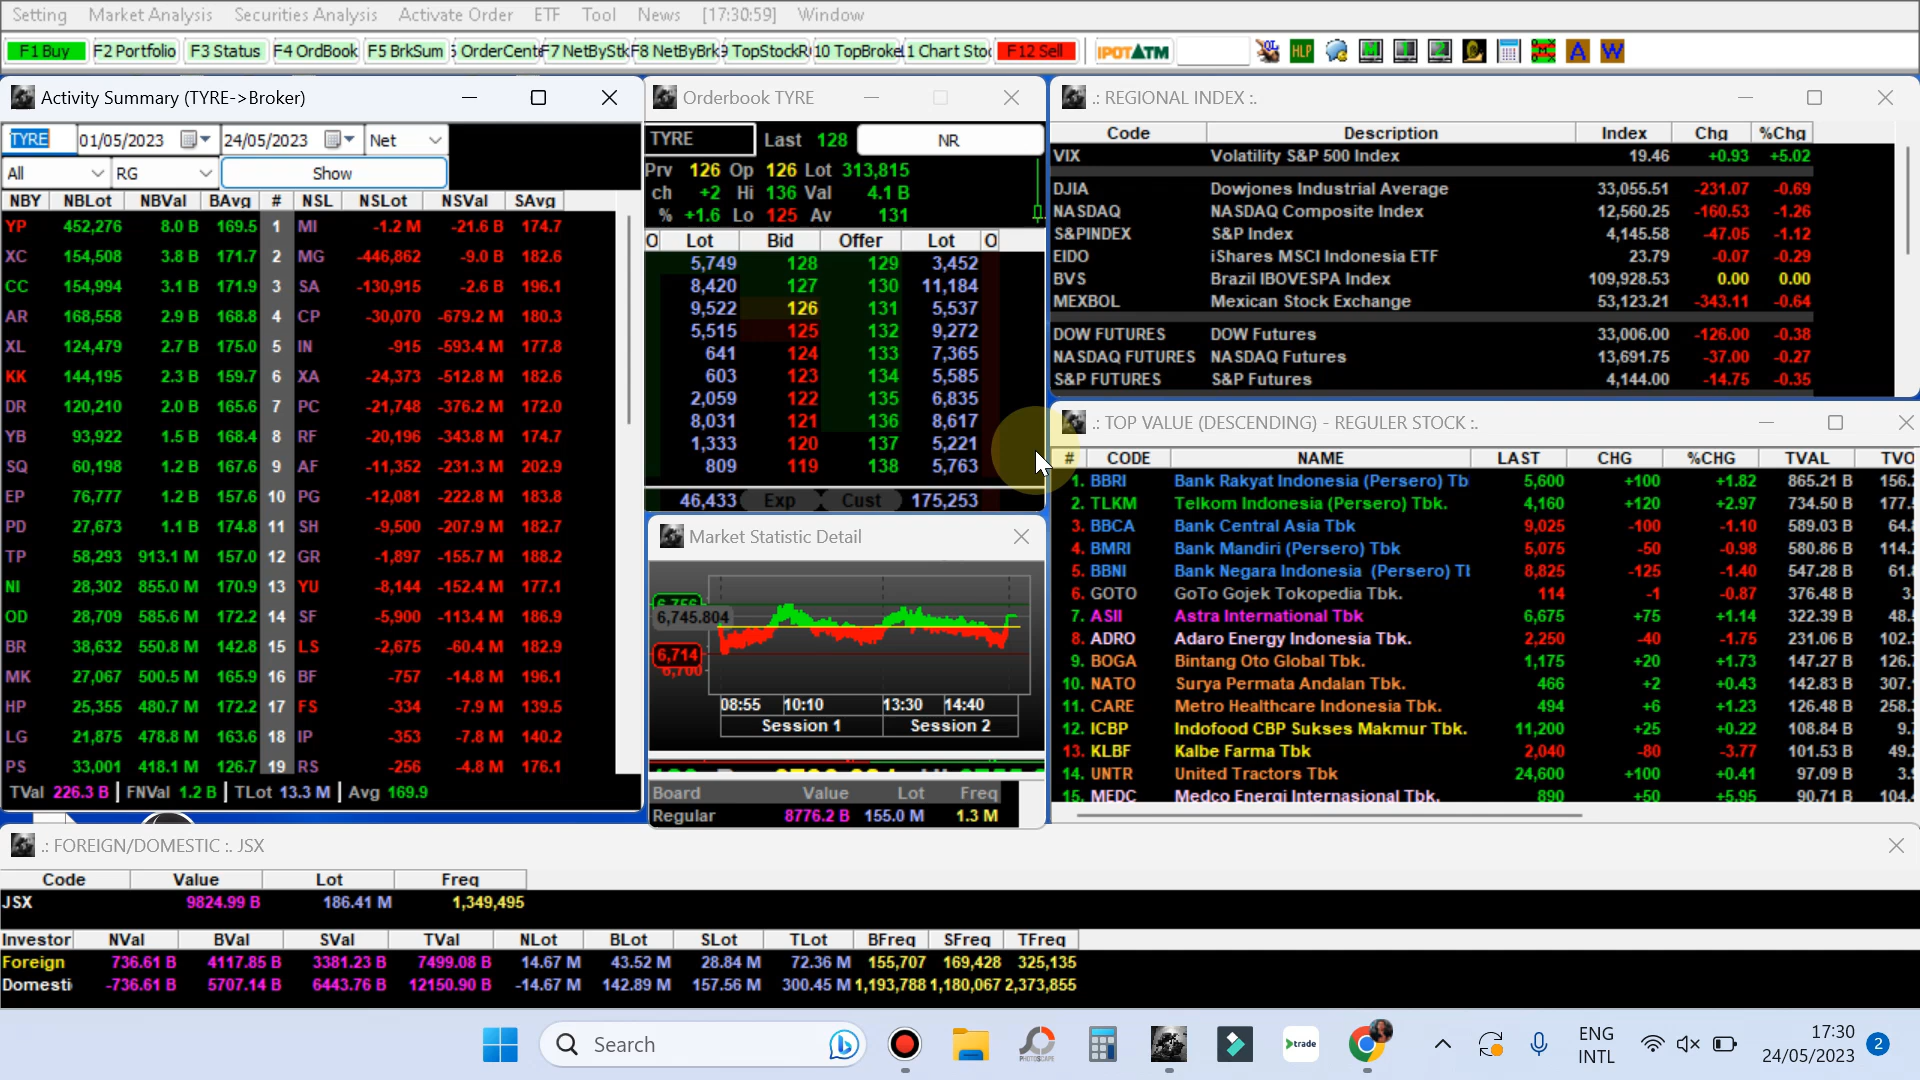 Setting Market Analysis Securities Analysis Activate Order ETF Tool News [17:30:59] Window
F1 Buy F2 Portfolio F3 Status F4 OrdBook F5 BrkSum OrderCent F7 NetByStk F8 NetByBrk TopStock 10 TopBroke 1 Chart Sto F12 Sell IPOTATM HLP A W
Activity Summary (TYRE->Broker)
TYRE 01/05/2023 24/05/2023 Net
All RG Show
NBY NBLot NBVal BAvg # NSL NSLot NSVal SAvg
YP 452,276 8.0 B 169.5 1 MI -1.2 M -21.6 B 174.7
XC 154,508 3.8 B 171.7 2 MG -446,862 -9.0 B 182.6
CC 154,994 3.1 B 171.9 3 SA -130,915 -2.6 B 196.1
AR 168,558 2.9 B 168.8 4 CP -30,070 -679.2 M 180.3
XL 124,479 2.7 B 175.0 5 IN -915 -593.4 M 177.8
KK 144,195 2.3 B 159.7 6 XA -24,373 -512.8 M 182.6
DR 120,210 2.0 B 165.6 7 PC -21,748 -376.2 M 172.0
YB 93,922 1.5 B 168.4 8 RF -20,196 -343.8 M 174.7
SQ 60,198 1.2 B 167.6 9 AF -11,352 -231.3 M 202.9
EP 76,777 1.2 B 157.6 10 PG -12,081 -222.8 M 183.8
PD 27,673 1.1 B 174.8 11 SH -9,500 -207.9 M 182.7
TP 58,293 913.1 M 157.0 12 GR -1,897 -155.7 M 188.2
NI 28,302 855.0 M 170.9 13 YU -8,144 -152.4 M 177.1
OD 28,709 585.6 M 172.2 14 SF -5,900 -113.4 M 186.9
BR 38,632 550.8 M 142.8 15 LS -2,675 -60.4 M 182.9
MK 27,067 500.5 M 165.9 16 BF -757 -14.8 M 196.1
HP 25,355 480.7 M 172.2 17 FS -334 -7.9 M 139.5
LG 21,875 478.8 M 163.6 18 IP -353 -7.8 M 140.2
PS 33,001 418.1 M 126.7 19 RS -256 -4.8 M 176.1
TVal 226.3 B | FNVal 1.2 B | TLot 13.3 M | Avg 169.9
Orderbook TYRE
TYRE Last 128 NR
Prv 126 Op 126 Lot 313,815
ch +2 Hi 136 Val 4.1 B
% +1.6 Lo 125 Av 131
O Lot Bid Offer Lot O
5,749 128 129 3,452
8,420 127 130 11,184
9,522 126 131 5,537
5,515 125 132 9,272
641 124 133 7,365
603 123 134 5,585
2,059 122 135 6,835
8,031 121 136 8,617
1,333 120 137 5,221
809 119 138 5,763
46,433 Exp Cust 175,253
Market Statistic Detail
6,756
6,745.804
6,714
6,700
08:55 10:10 13:30 14:40
Session 1 Session 2
Board Value Lot Freq
Regular 8776.2 B 155.0 M 1.3 M
.: REGIONAL INDEX :.
Code Description Index Chg %Chg
VIX Volatility S&P 500 Index 19.46 +0.93 +5.02
DJIA Dowjones Industrial Average 33,055.51 -231.07 -0.69
NASDAQ NASDAQ Composite Index 12,560.25 -160.53 -1.26
S&PINDEX S&P Index 4,145.58 -47.05 -1.12
EIDO iShares MSCI Indonesia ETF 23.79 -0.07 -0.29
BVS Brazil IBOVESPA Index 109,928.53 0.00 0.00
MEXBOL Mexican Stock Exchange 53,123.21 -343.11 -0.64
DOW FUTURES DOW Futures 33,006.00 -126.00 -0.38
NASDAQ FUTURES NASDAQ Futures 13,691.75 -37.00 -0.27
S&P FUTURES S&P Futures 4,144.00 -14.75 -0.35
.: TOP VALUE (DESCENDING) - REGULER STOCK :.
# CODE NAME LAST CHG %CHG TVAL TVO
1. BBRI Bank Rakyat Indonesia (Persero) Tb 5,600 +100 +1.82 865.21 B 156.
2. TLKM Telkom Indonesia (Persero) Tbk. 4,160 +120 +2.97 734.50 B 177.
3. BBCA Bank Central Asia Tbk 9,025 -100 -1.10 589.03 B 64.
4. BMRI Bank Mandiri (Persero) Tbk 5,075 -50 -0.98 580.86 B 114.
5. BBNI Bank Negara Indonesia (Persero) Tl 8,825 -125 -1.40 547.28 B 61.
6. GOTO GoTo Gojek Tokopedia Tbk. 114 -1 -0.87 376.48 B 3.
7. ASII Astra International Tbk 6,675 +75 +1.14 322.39 B 48.
8. ADRO Adaro Energy Indonesia Tbk. 2,250 -40 -1.75 231.06 B 102.
9. BOGA Bintang Oto Global Tbk. 1,175 +20 +1.73 147.27 B 126.
10. NATO Surya Permata Andalan Tbk. 466 +2 +0.43 142.83 B 307.
11. CARE Metro Healthcare Indonesia Tbk. 494 +6 +1.23 126.48 B 258.
12. ICBP Indofood CBP Sukses Makmur Tbk. 11,200 +25 +0.22 108.84 B 9.
13. KLBF Kalbe Farma Tbk 2,040 -80 -3.77 101.53 B 49.
14. UNTR United Tractors Tbk 24,600 +100 +0.41 97.09 B 3.
15. MEDC Medco Energi Internasional Tbk. 890 +50 +5.95 90.71 B 104.
.: FOREIGN/DOMESTIC :. JSX
Code Value Lot Freq
JSX 9824.99 B 186.41 M 1,349,495
Investor NVal BVal SVal TVal NLot BLot SLot TLot BFreq SFreq TFreq
Foreign 736.61 B 4117.85 B 3381.23 B 7499.08 B 14.67 M 43.52 M 28.84 M 72.36 M 155,707 169,428 325,135
Domesti -736.61 B 5707.14 B 6443.76 B 12150.90 B -14.67 M 142.89 M 157.56 M 300.45 M 1,193,788 1,180,067 2,373,855
Search PHOTOSCAPE trade ENG INTL 17:30 24/05/2023 2